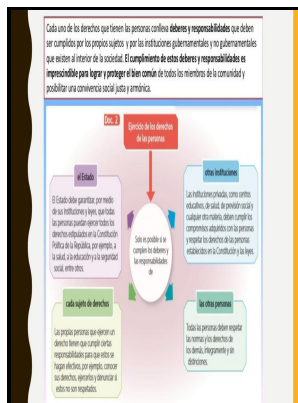 Cada uno de los derechos que tienen las personas conlleva deberes y responsabilidades que deben
ser cumplidos por los propios sujetos y por las instituciones gubernamentales y no gubernamentales
que existen al interior de la sociedad. El cumplimiento de estos deberes y responsabilidades es
imprescindible para lograr y proteger el bien común de todos los miembros de la comunidad y
posibilitar una convivencia social justa y armónica.
Doc. 2
Ejercicio de los derechos
de las personas
el Estado
El Estado debe garantizar, por medio
de sus instituciones y leyes, que todas
las personas puedan ejercer todos los
derechos estipulados en la Constitución
Política de la República, por ejemplo, a
la salud, a la educación y a la seguridad
social, entre otros.
otras instituciones
Las instituciones privadas, como centros
educativos, de salud, de previsión social y
cualquier otra materia, deben cumplir los
compromisos adquiridos con las personas y
respetar los derechos de las personas
establecidos en la Constitución y las leyes.
Solo es posible si se
cumplen los deberes y
las responsabilidades
de
cada sujeto de derechos
Las propias personas que ejercen un
derecho tienen que cumplir ciertas
responsabilidades para que estos se
hagan efectivos, por ejemplo, conocer
sus derechos, ejercerlos y denunciar si
estos no son respetados.
las otras personas
Todas las personas deben respetar
las normas y los derechos de
los demás, íntegramente y sin
distinciones.